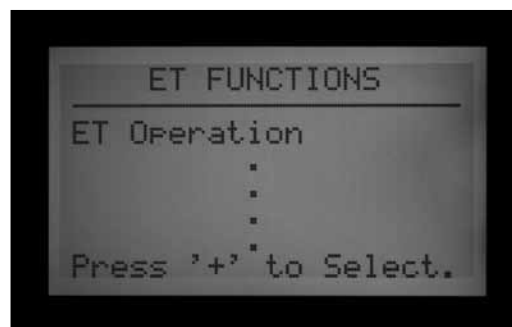 ET FUNCTIONS
ET Operation
Press '+' to Select.